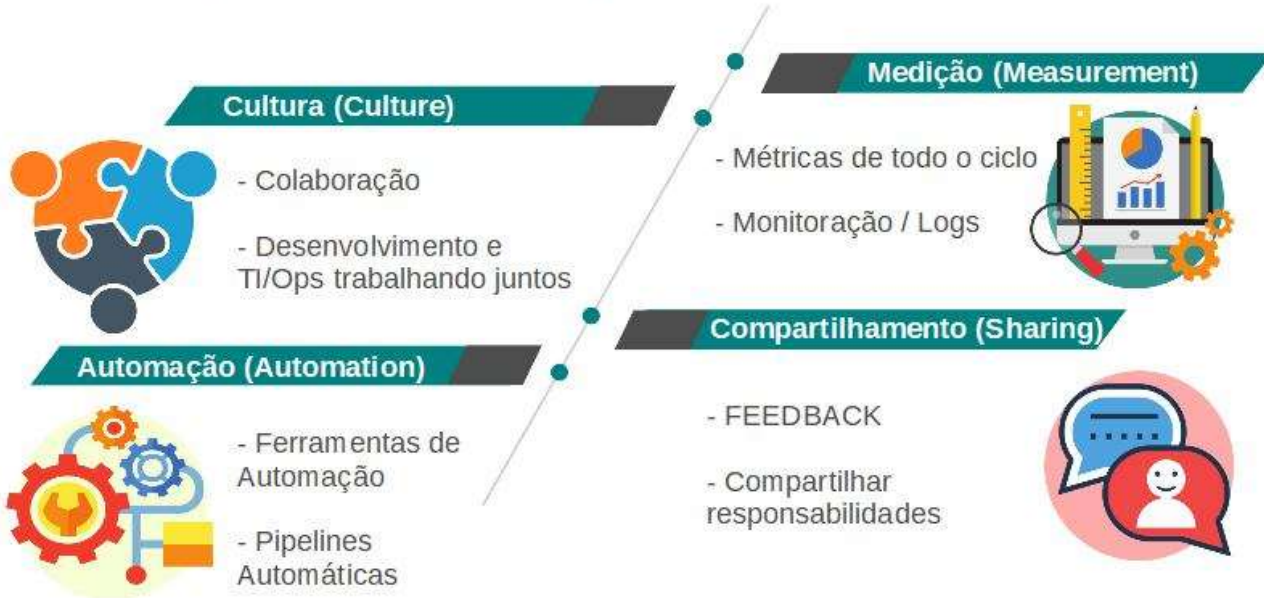 Cultura (Culture)
- Colaboração
- Desenvolvimento e
TI/Ops trabalhando juntos
Automação (Automation)
- Ferramentas de
Automação
- Pipelines
Automáticas
Medição (Measurement)
- Métricas de todo o ciclo
- Monitoração / Logs
Compartilhamento (Sharing)
- FEEDBACK
- Compartilhar
responsabilidades